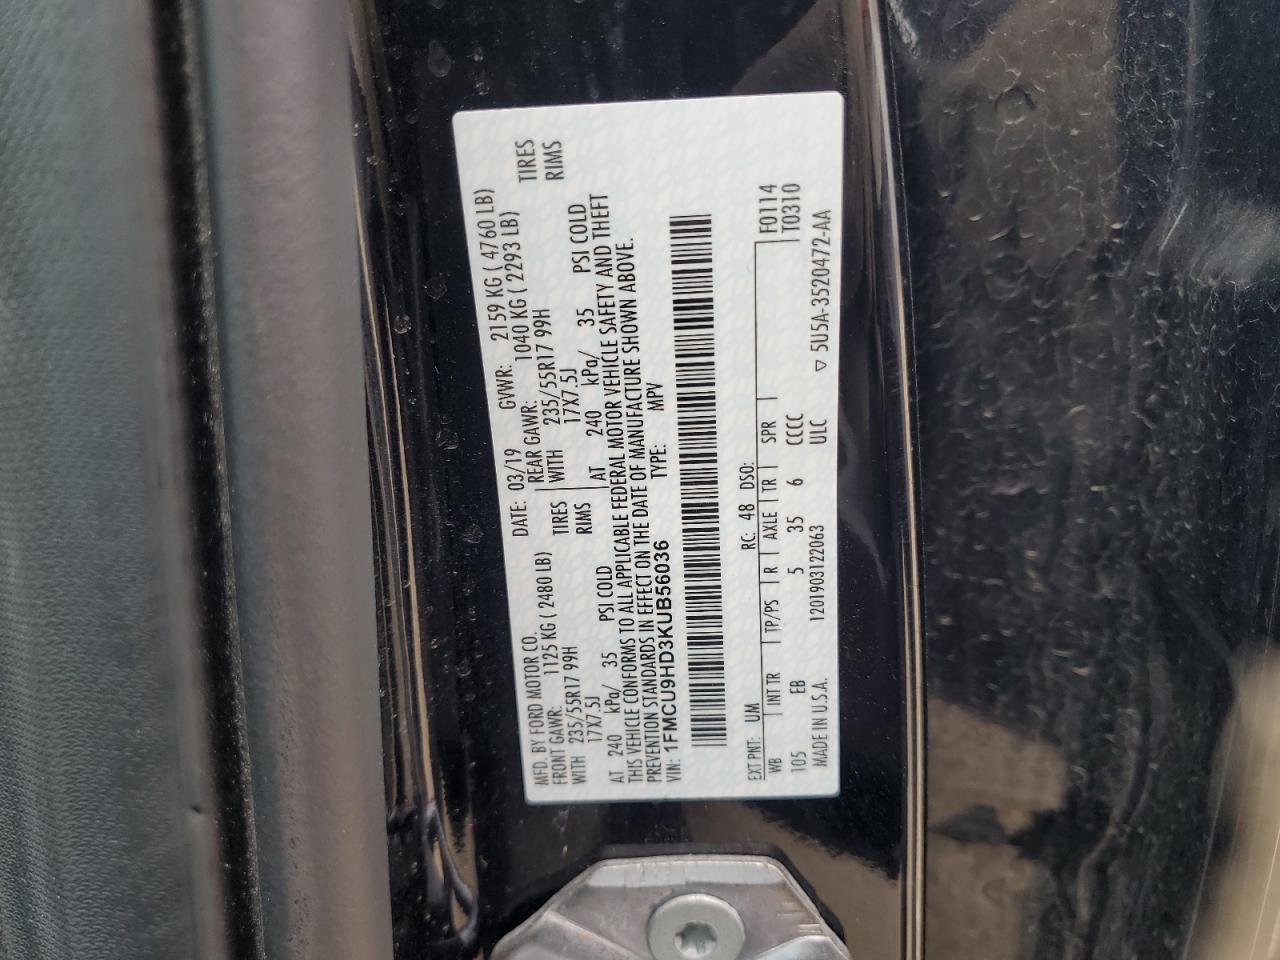 MFD. BY FORD MOTOR CO.
DATE: 03/19 GVWR: 2159 KG ( 4760 LB)
FRONT GAWR: 1125 KG ( 2480 LB)
REAR GAWR: 1040 KG ( 2293 LB)
WITH 235/55R17 99H TIRES
WITH 235/55R17 99H TIRES
17X7.5J RIMS
17X7.5J RIMS
AT 240 kPa/ 35 PSI COLD
AT 240 kPa/ 35 PSI COLD
THIS VEHICLE CONFORMS TO ALL APPLICABLE FEDERAL MOTOR VEHICLE SAFETY AND THEFT
PREVENTION STANDARDS IN EFFECT ON THE DATE OF MANUFACTURE SHOWN ABOVE.
VIN: 1FMCU9HD3KUB56036 TYPE: MPV
EXT PNT: UM RC: 48 DSO: F0114
WB INT TR TP/PS R AXLE TR SPR T0310
105 EB 5 35 6 CCCC
MADE IN U.S.A. 1201903122063 ULC ▽ 5U5A-3520472-AA